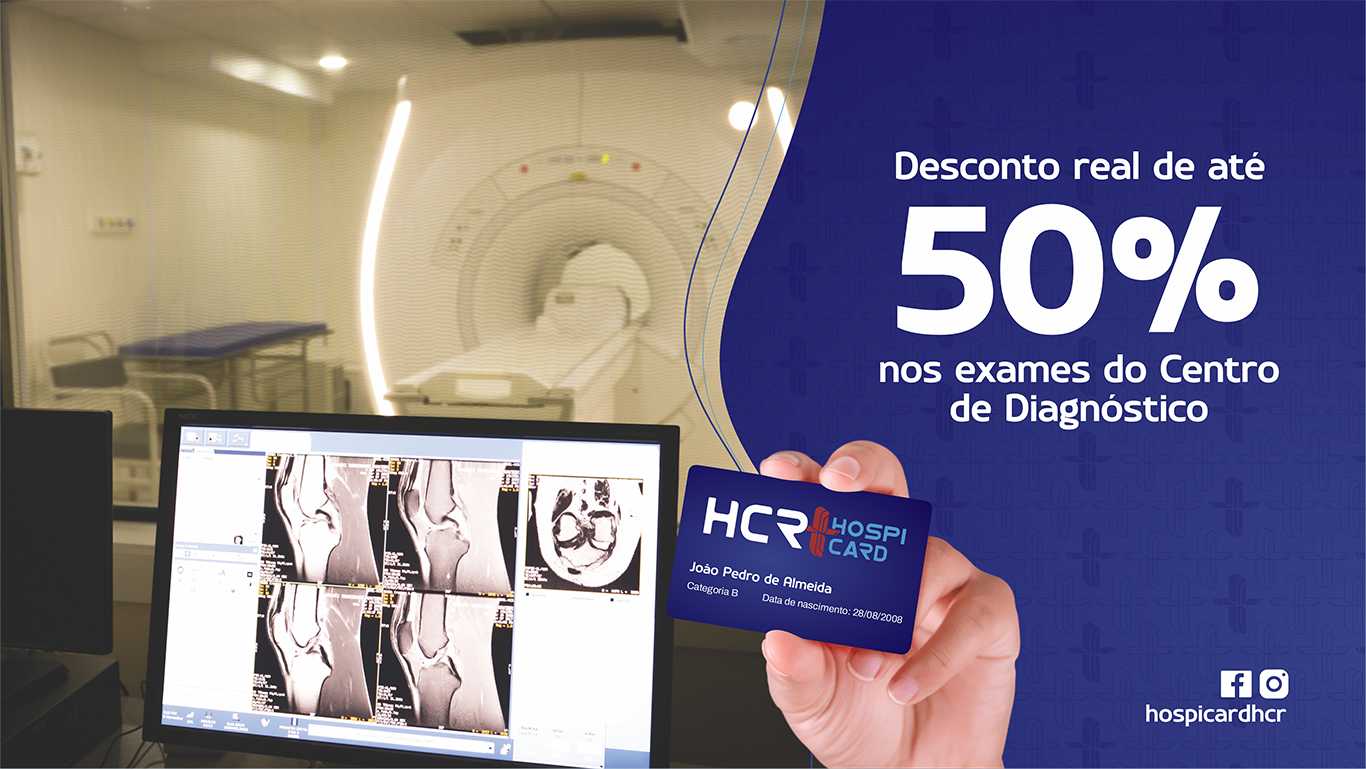 Desconto real de até
50%
nos exames do Centro
de Diagnóstico
HCR HOSPI
CARD
João Pedro de Almeida
Categoria B Data de nascimento: 28/08/2008
hospicardhcr